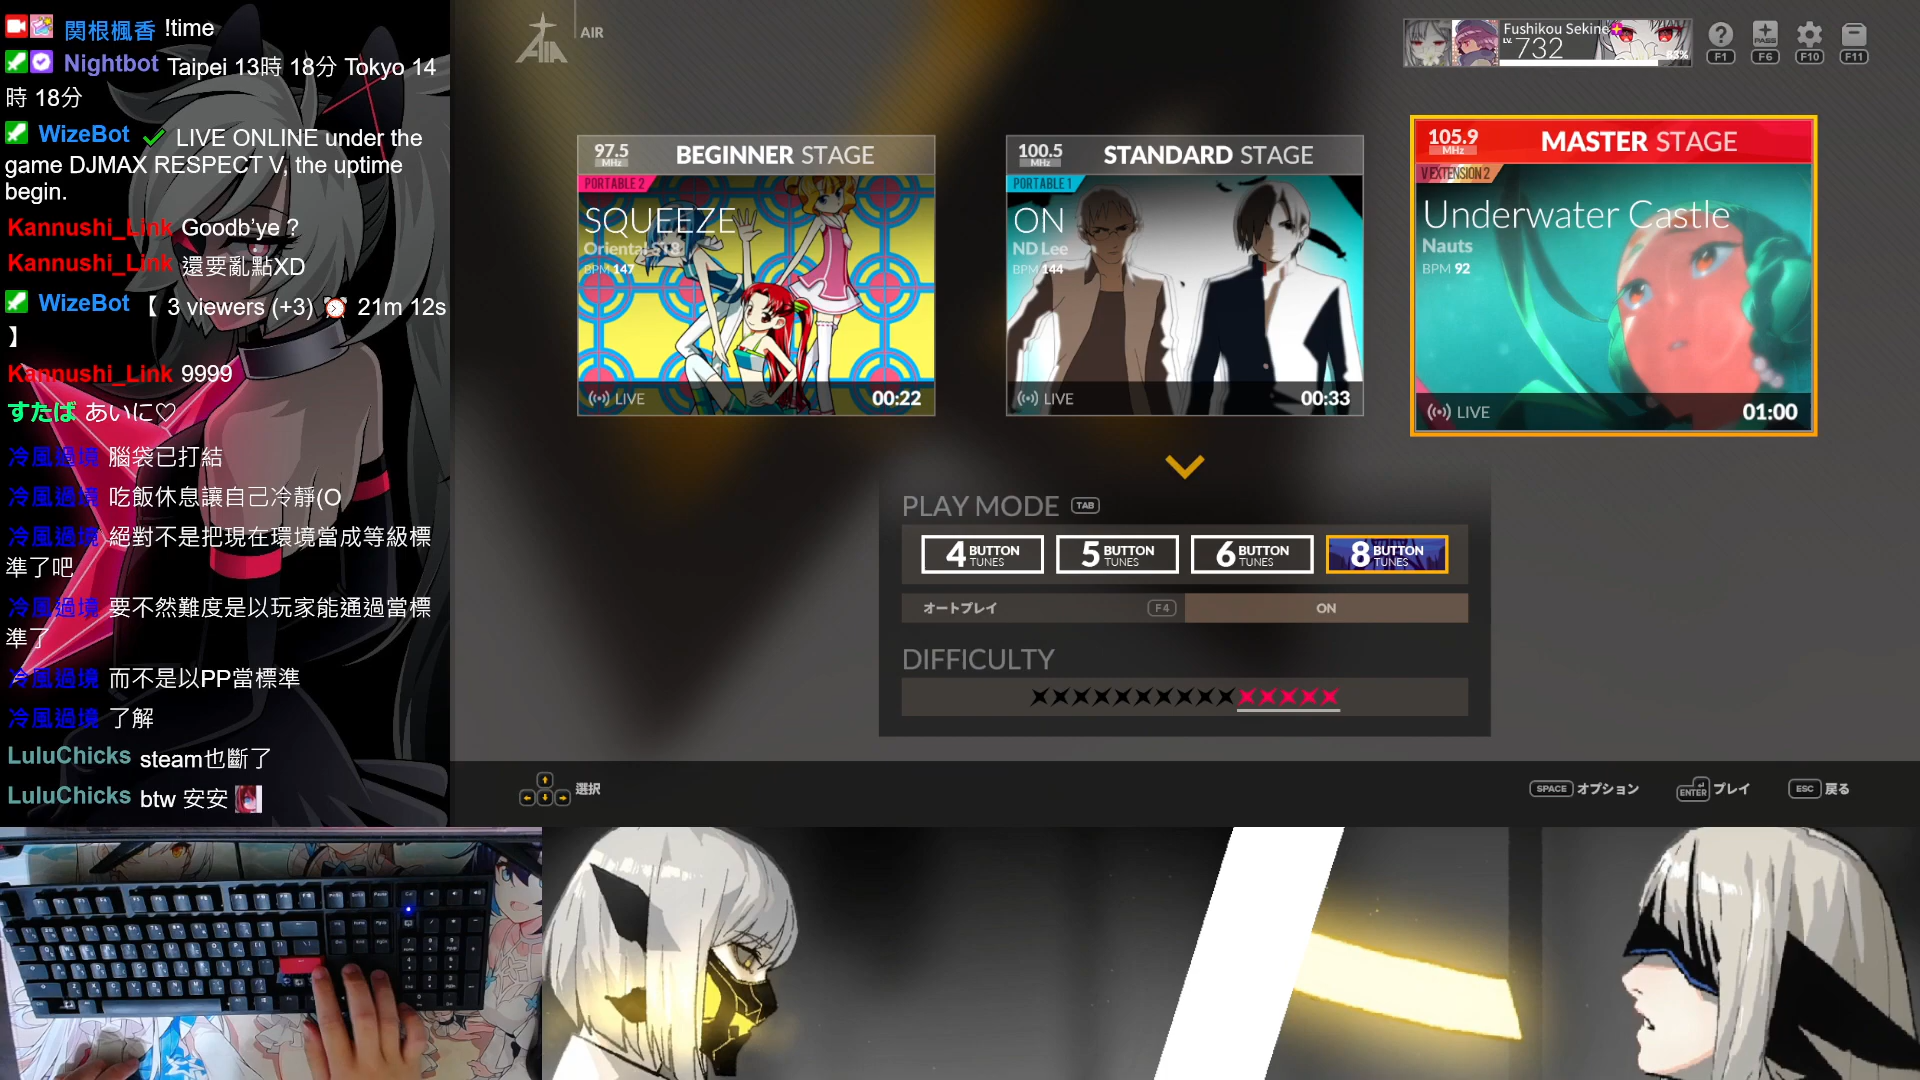 関根楓香 !time
Nightbot Taipei 13時 18分 Tokyo 14
時 18分
WizeBot LIVE ONLINE under the
game DJMAX RESPECT V, the uptime
begin.
Kannushi_Link Goodb'ye ?
Kannushi_Link 還要亂點XD
WizeBot 【 3 viewers (+3) ⏰ 21m 12s
】
Kannushi_Link 9999
すたば あいに♡
冷風過境 腦袋已打結
冷風過境 吃飯休息讓自己冷靜(O
冷風過境 絕對不是把現在環境當成等級標
準了吧
冷風過境 要不然難度是以玩家能通過當標
準了
冷風過境 而不是以PP當標準
冷風過境 了解
LuluChicks steam也斷了
LuluChicks btw 安安
AIR
AIR
Fushikou Sekine
LV. 732
83%
F1
PASS
F6
F10
F11
97.5
MHz
BEGINNER STAGE
PORTABLE 2
SQUEEZE
Oriental ST8
BPM 147
LIVE
00:22
100.5
MHz
STANDARD STAGE
PORTABLE 1
ON
ND Lee
BPM 144
LIVE
00:33
105.9
MHz
MASTER STAGE
V EXTENSION 2
Underwater Castle
Nauts
BPM 92
LIVE
01:00
PLAY MODE TAB
4 BUTTON TUNES
5 BUTTON TUNES
6 BUTTON TUNES
8 BUTTON TUNES
オートプレイ F4 ON
DIFFICULTY
選択
SPACE オプション
ENTER プレイ
ESC 戻る